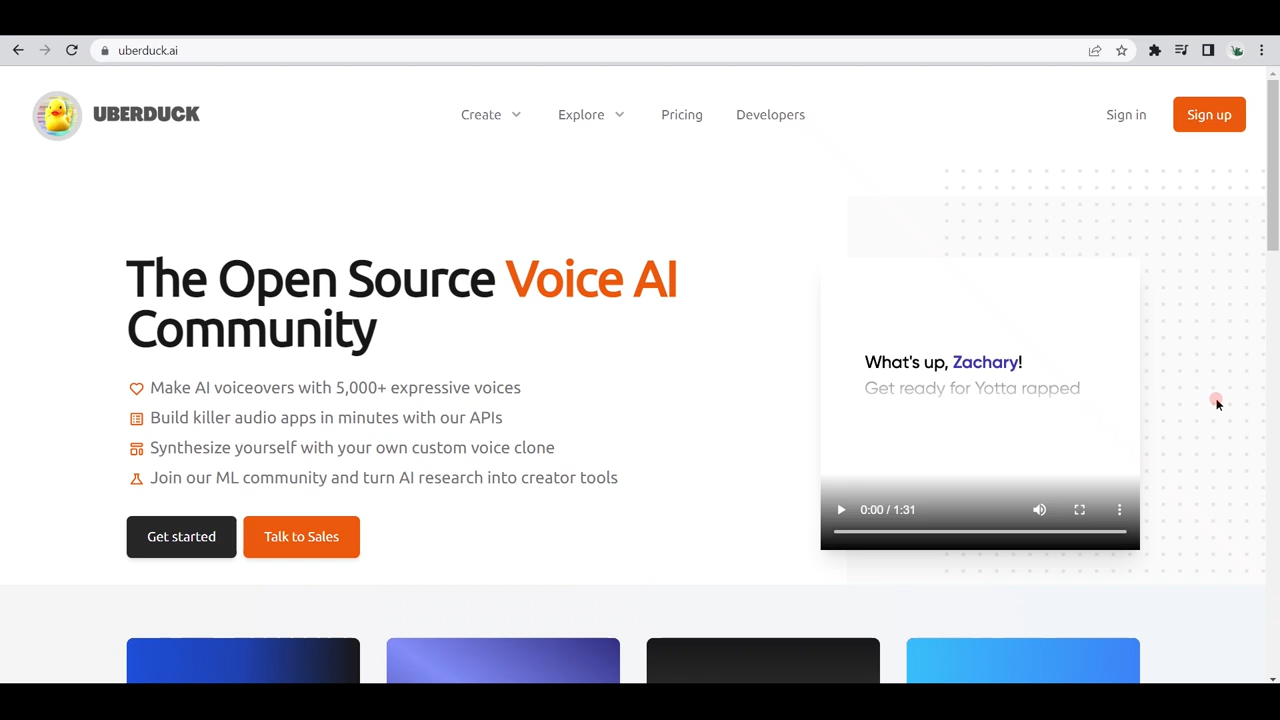 uberduck.ai
UBERDUCK
Create
Explore
Pricing
Developers
Sign in
Sign up
The Open Source Voice AI
Community
Make AI voiceovers with 5,000+ expressive voices
Build killer audio apps in minutes with our APIs
Synthesize yourself with your own custom voice clone
Join our ML community and turn AI research into creator tools
Get started
Talk to Sales
What's up, Zachary!
Get ready for Yotta rapped
0:00 / 1:31